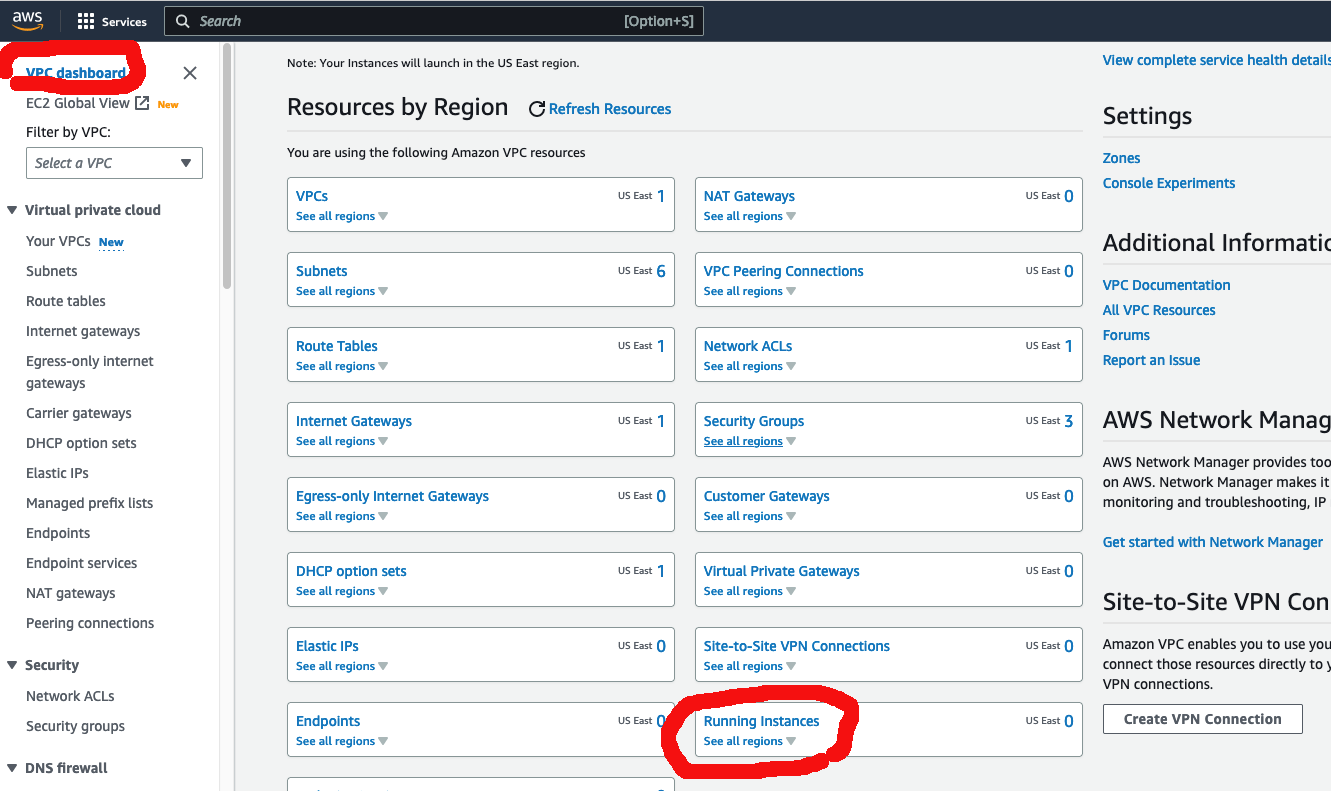 aws
Services
Search
[Option+S]
VPC dashboard
EC2 Global View New
Filter by VPC:
Select a VPC
Virtual private cloud
Your VPCs New
Subnets
Route tables
Internet gateways
Egress-only internet
gateways
Carrier gateways
DHCP option sets
Elastic IPs
Managed prefix lists
Endpoints
Endpoint services
NAT gateways
Peering connections
Security
Network ACLs
Security groups
DNS firewall
Note: Your Instances will launch in the US East region.
Resources by Region Refresh Resources
You are using the following Amazon VPC resources
VPCs US East 1
See all regions
NAT Gateways US East 0
See all regions
Subnets US East 6
See all regions
VPC Peering Connections US East 0
See all regions
Route Tables US East 1
See all regions
Network ACLs US East 1
See all regions
Internet Gateways US East 1
See all regions
Security Groups US East 3
See all regions
Egress-only Internet Gateways US East 0
See all regions
Customer Gateways US East 0
See all regions
DHCP option sets US East 1
See all regions
Virtual Private Gateways US East 0
See all regions
Elastic IPs US East 0
See all regions
Site-to-Site VPN Connections US East 0
See all regions
Endpoints US East 0
See all regions
Running Instances US East 0
See all regions
View complete service health details
Settings
Zones
Console Experiments
Additional Informatio
VPC Documentation
All VPC Resources
Forums
Report an Issue
AWS Network Manag
AWS Network Manager provides too
on AWS. Network Manager makes it
monitoring and troubleshooting, IP
Get started with Network Manager
Site-to-Site VPN Con
Amazon VPC enables you to use you
connect those resources directly to y
VPN connections.
Create VPN Connection